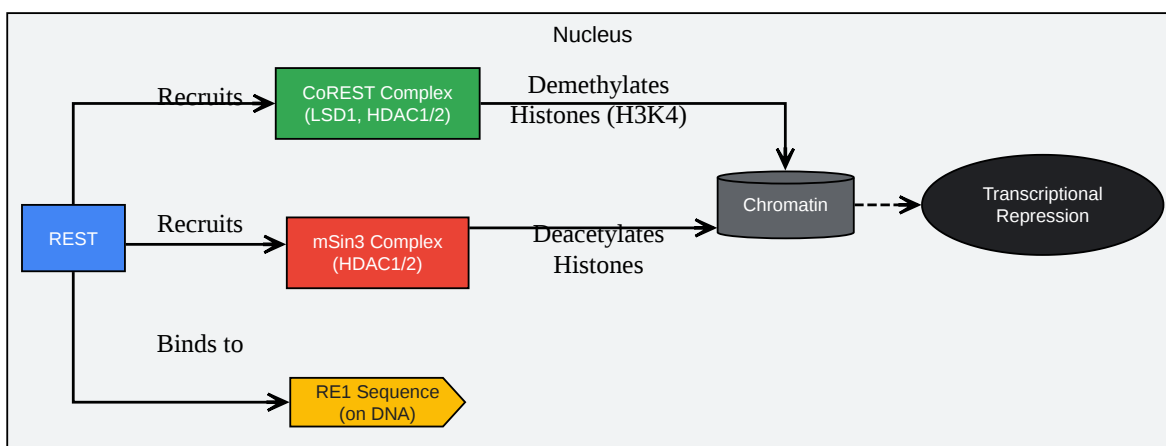 Nucleus
Recruits
CoREST Complex
(LSD1, HDAC1/2)
Demethylates
Histones (H3K4)
REST
Recruits
mSin3 Complex
(HDAC1/2)
Deacetylates
Histones
Chromatin
Transcriptional
Repression
Binds to
RE1 Sequence
(on DNA)